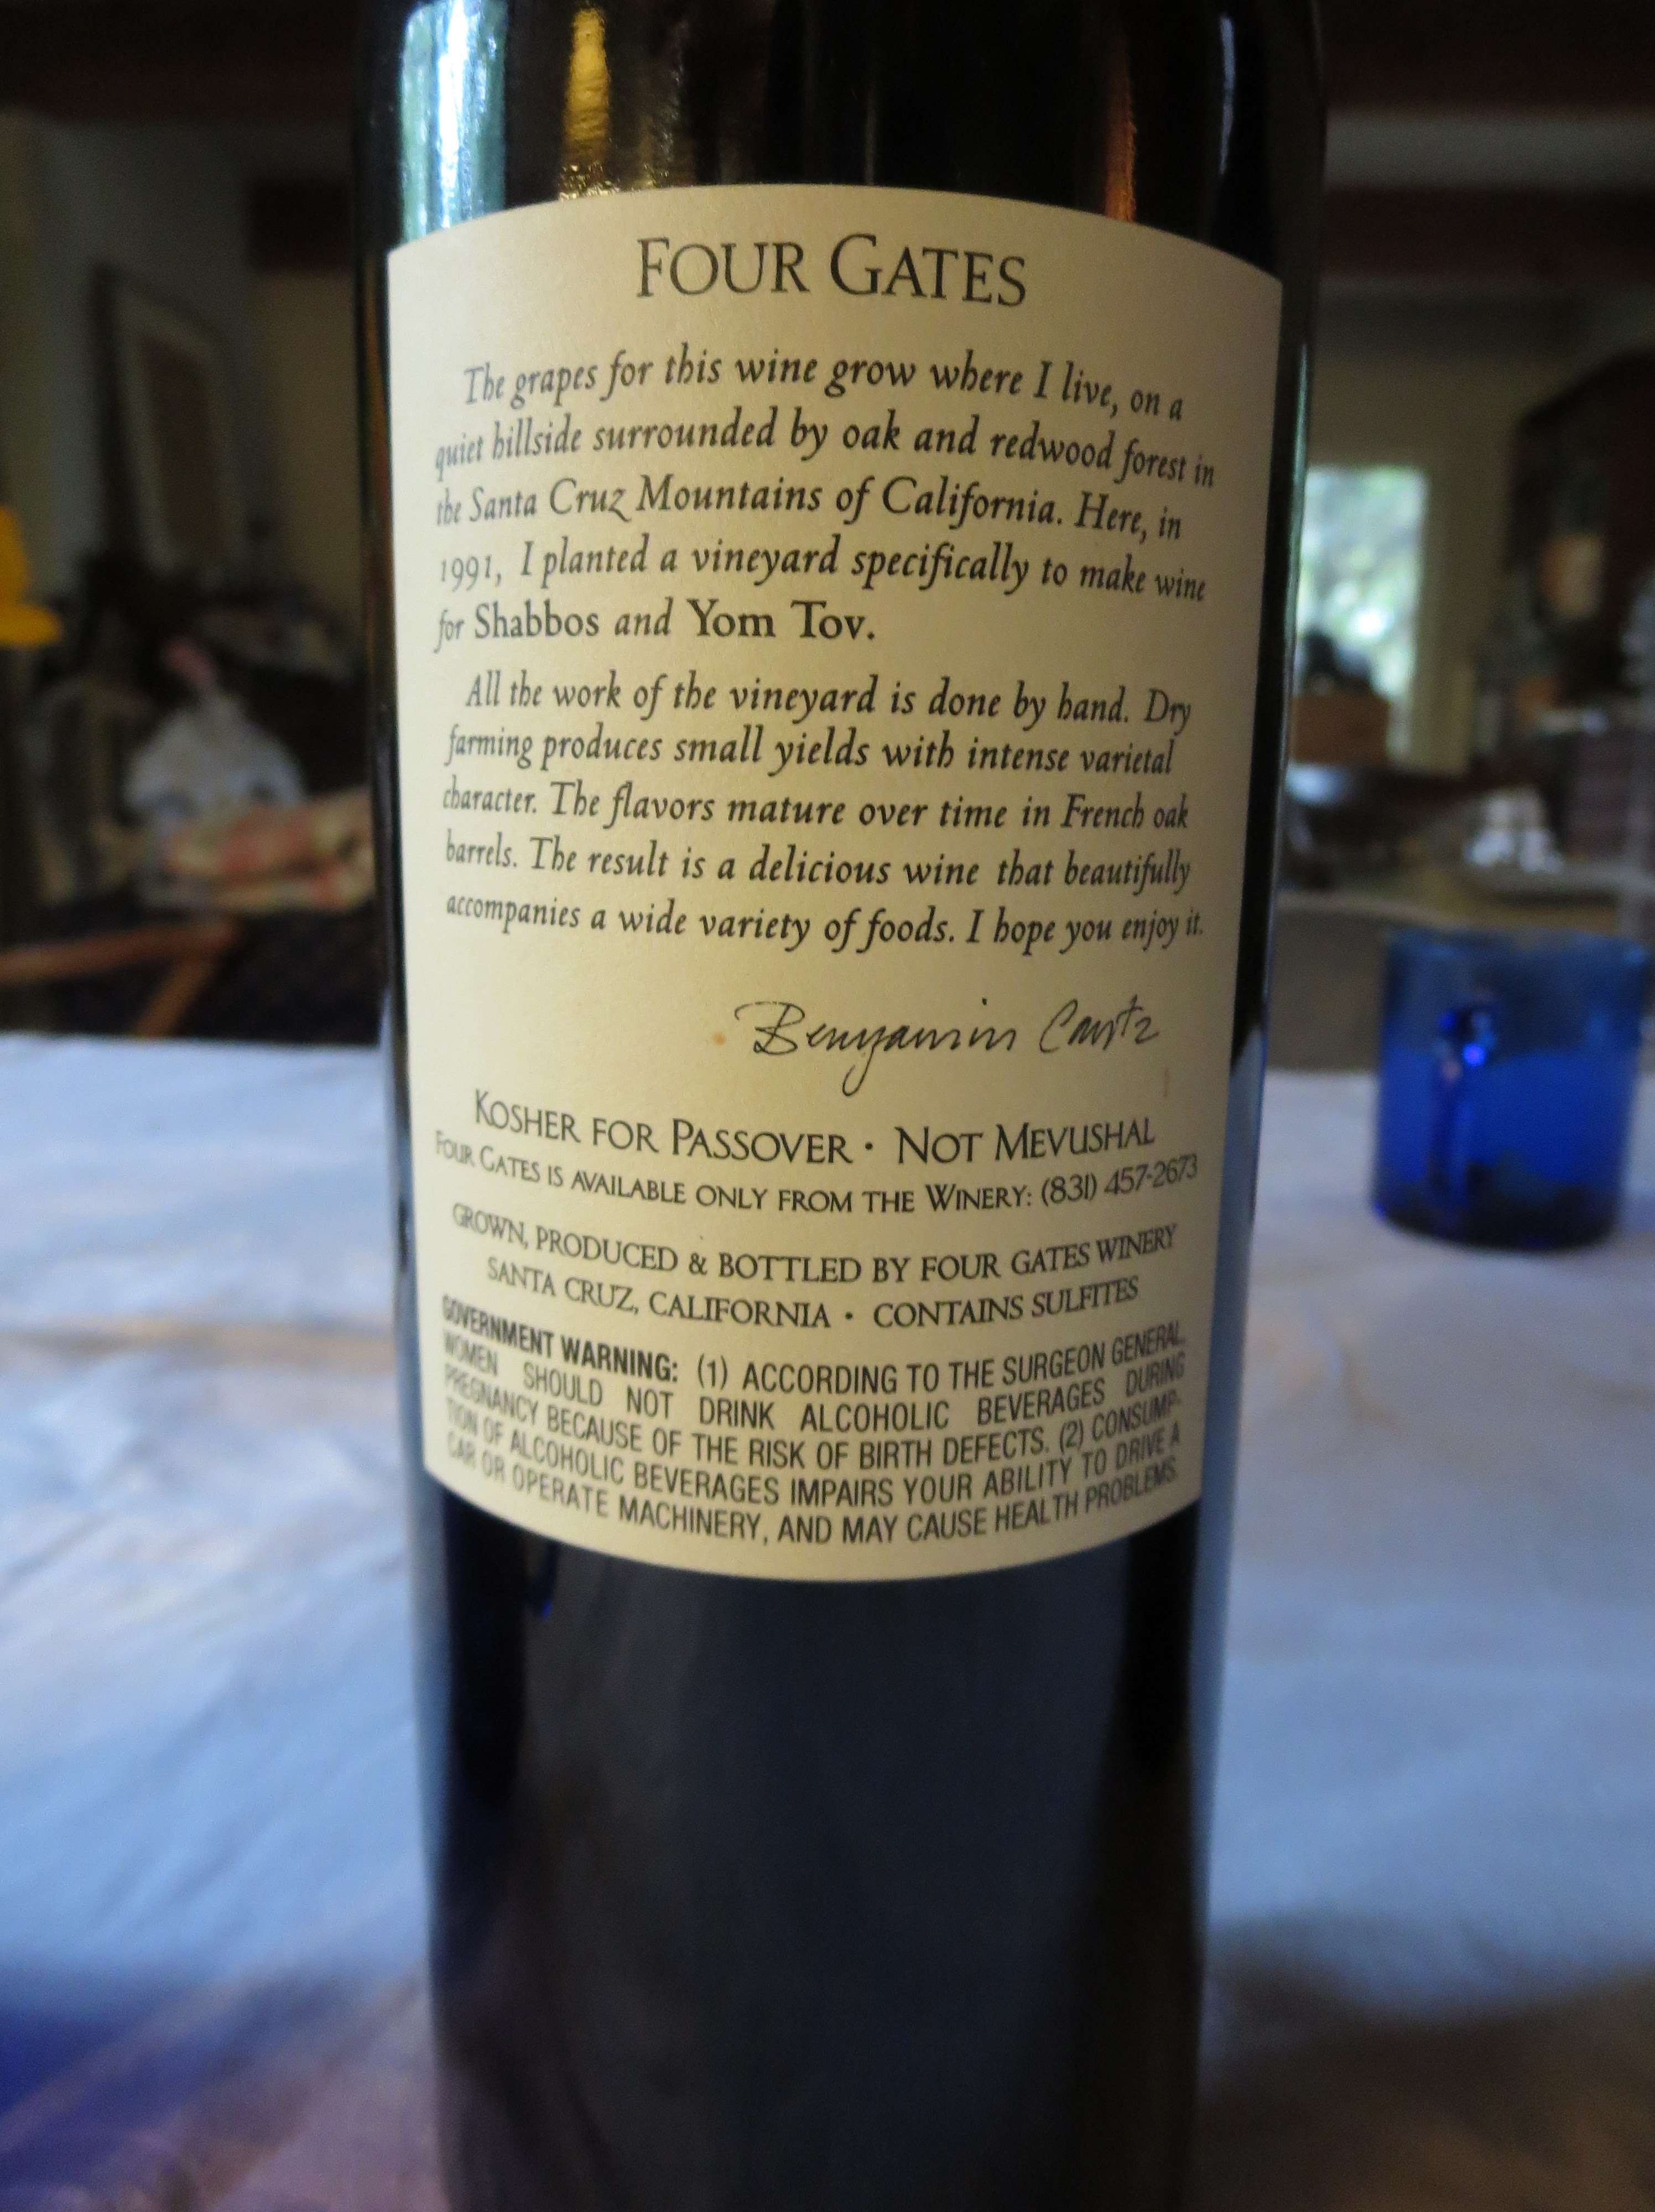 FOUR GATES
The grapes for this wine grow where I live, on a
quiet hillside surrounded by oak and redwood forest in
the Santa Cruz Mountains of California. Here, in
1991, I planted a vineyard specifically to make wine
for Shabbos and Yom Tov.
All the work of the vineyard is done by hand. Dry
farming produces small yields with intense varietal
character. The flavors mature over time in French oak
barrels. The result is a delicious wine that beautifully
accompanies a wide variety of foods. I hope you enjoy it.
Benyamin Cantz
KOSHER FOR PASSOVER • NOT MEVUSHAL
FOUR GATES IS AVAILABLE ONLY FROM THE WINERY: (831) 457-2673
GROWN, PRODUCED & BOTTLED BY FOUR GATES WINERY
SANTA CRUZ, CALIFORNIA • CONTAINS SULFITES
GOVERNMENT WARNING: (1) ACCORDING TO THE SURGEON GENERAL
WOMEN SHOULD NOT DRINK ALCOHOLIC BEVERAGES DURING
PREGNANCY BECAUSE OF THE RISK OF BIRTH DEFECTS. (2) CONSUMP-
TION OF ALCOHOLIC BEVERAGES IMPAIRS YOUR ABILITY TO DRIVE A
CAR OR OPERATE MACHINERY, AND MAY CAUSE HEALTH PROBLEMS.